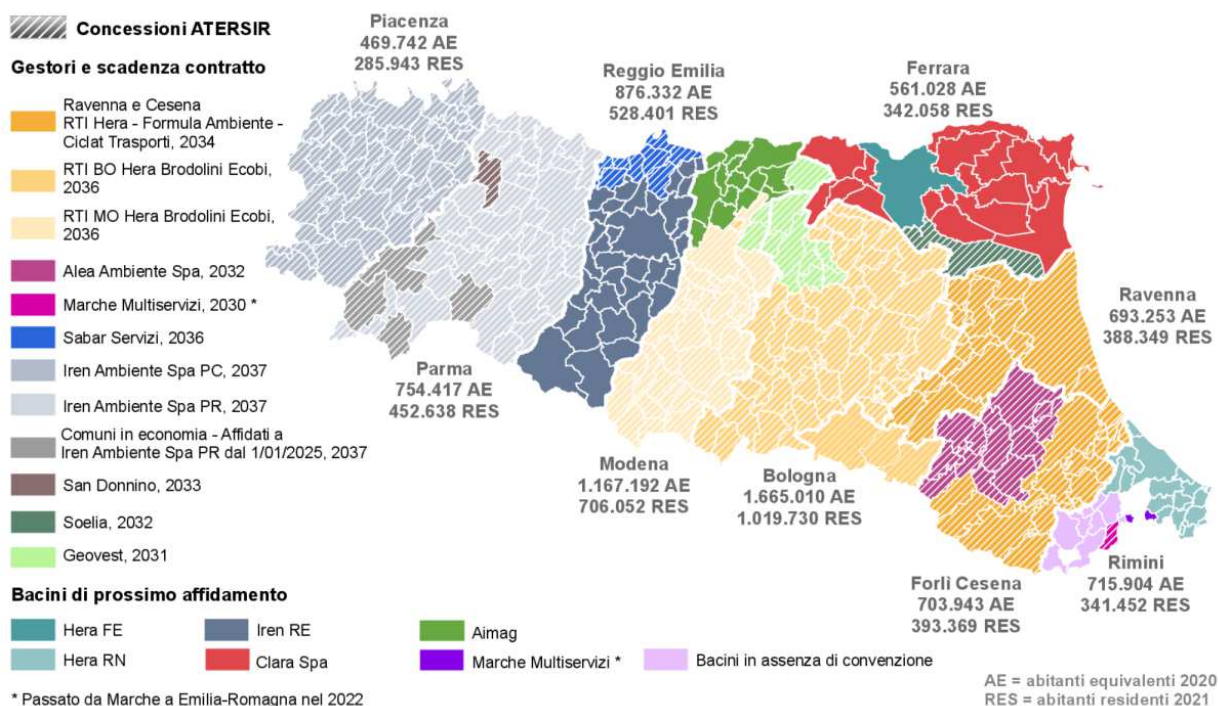 Concessioni ATERSIR
Gestori e scadenza contratto
Ravenna e Cesena
RTI Hera - Formula Ambiente -
Ciclat Trasporti, 2034
RTI BO Hera Brodolini Ecobi,
2036
RTI MO Hera Brodolini Ecobi,
2036
Alea Ambiente Spa, 2032
Marche Multiservizi, 2030 *
Sabar Servizi, 2036
Iren Ambiente Spa PC, 2037
Iren Ambiente Spa PR, 2037
Comuni in economia - Affidati a
Iren Ambiente Spa PR dal 1/01/2025, 2037
San Donnino, 2033
Soelia, 2032
Geovest, 2031
Piacenza
469.742 AE
285.943 RES
Reggio Emilia
876.332 AE
528.401 RES
Ferrara
561.028 AE
342.058 RES
Ravenna
693.253 AE
388.349 RES
Parma
754.417 AE
452.638 RES
Modena
1.167.192 AE
706.052 RES
Bologna
1.665.010 AE
1.019.730 RES
Forlì Cesena
703.943 AE
393.369 RES
Rimini
715.904 AE
341.452 RES
Bacini di prossimo affidamento
Hera FE
Iren RE
Aimag
Hera RN
Clara Spa
Marche Multiservizi *
Bacini in assenza di convenzione
* Passato da Marche a Emilia-Romagna nel 2022
AE = abitanti equivalenti 2020
RES = abitanti residenti 2021